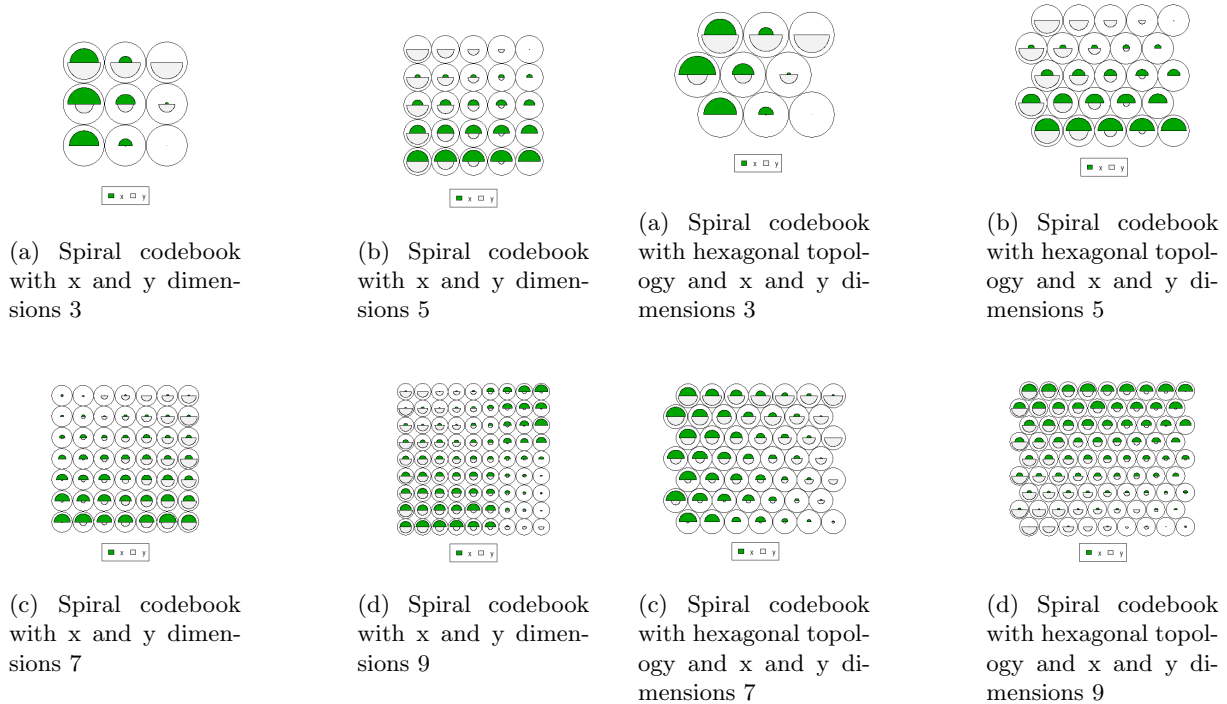 x y
(a) Spiral codebook
with x and y dimen-
sions 3
x y
(b) Spiral codebook
with x and y dimen-
sions 5
x y
(a) Spiral codebook
with hexagonal topol-
ogy and x and y di-
mensions 3
x y
(b) Spiral codebook
with hexagonal topol-
ogy and x and y di-
mensions 5
x y
(c) Spiral codebook
with x and y dimen-
sions 7
x y
(d) Spiral codebook
with x and y dimen-
sions 9
x y
(c) Spiral codebook
with hexagonal topol-
ogy and x and y di-
mensions 7
x y
(d) Spiral codebook
with hexagonal topol-
ogy and x and y di-
mensions 9